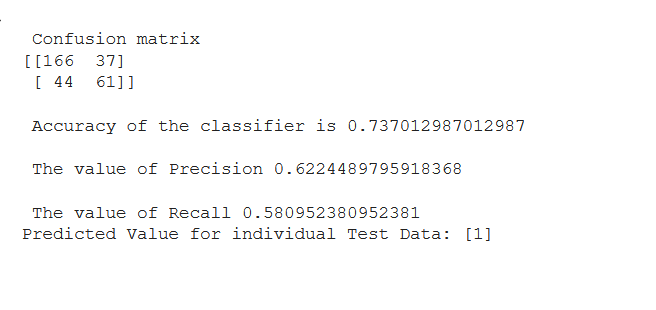 Confusion matrix
[[166  37]
[ 44  61]]
Accuracy of the classifier is 0.737012987012987
The value of Precision 0.6224489795918368
The value of Recall 0.580952380952381
Predicted Value for individual Test Data: [1]